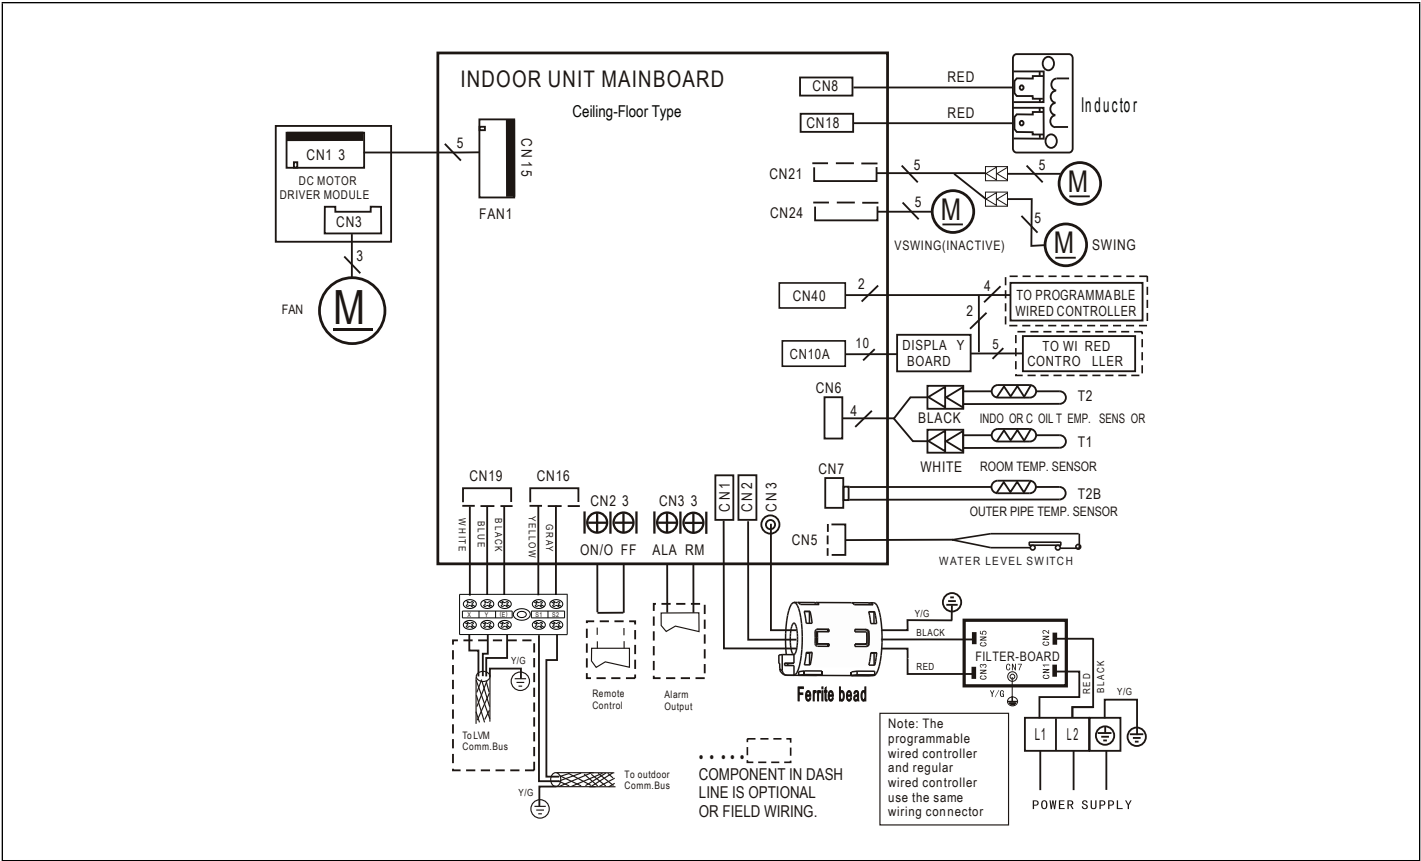 INDOOR UNIT MAINBOARD
Ceiling-Floor Type
CN8
RED
CN18
RED
Inductor
CN1 3
DC MOTOR
DRIVER MODULE
CN3
3
FAN
M
5
CN15
FAN1
CN21
5
5
M
CN24
5
M
VSWING(INACTIVE)
5
M
SWING
CN40
2
4
TO PROGRAMMABLE
WIRED CONTROLLER
2
CN10A
10
DISPLA Y
BOARD
5
TO WI RED
CONTRO LLER
CN6
4
BLACK
T2
INDO OR C OIL T EMP. SENS OR
WHITE
T1
ROOM TEMP. SENSOR
CN7
T2B
OUTER PIPE TEMP. SENSOR
CN5
WATER LEVEL SWITCH
CN19
CN16
WHITE
BLUE
BLACK
YELLOW
GRAY
CN2 3
ON/O FF
CN3 3
ALA RM
CN1
CN2
CN3
X
Y
(E)
S1
S2
Y/G
To LVM
Comm.Bus
Y/G
To outdoor
Comm.Bus
Remote
Control
Alarm
Output
Ferrite bead
Y/G
BLACK
RED
CN5
CN2
FILTER-BOARD
CN3
CN7
CN1
Y/G
RED
BLACK
Y/G
L1
L2
POWER SUPPLY
COMPONENT IN DASH
LINE IS OPTIONAL
OR FIELD WIRING.
Note: The
programmable
wired controller
and regular
wired controller
use the same
wiring connector